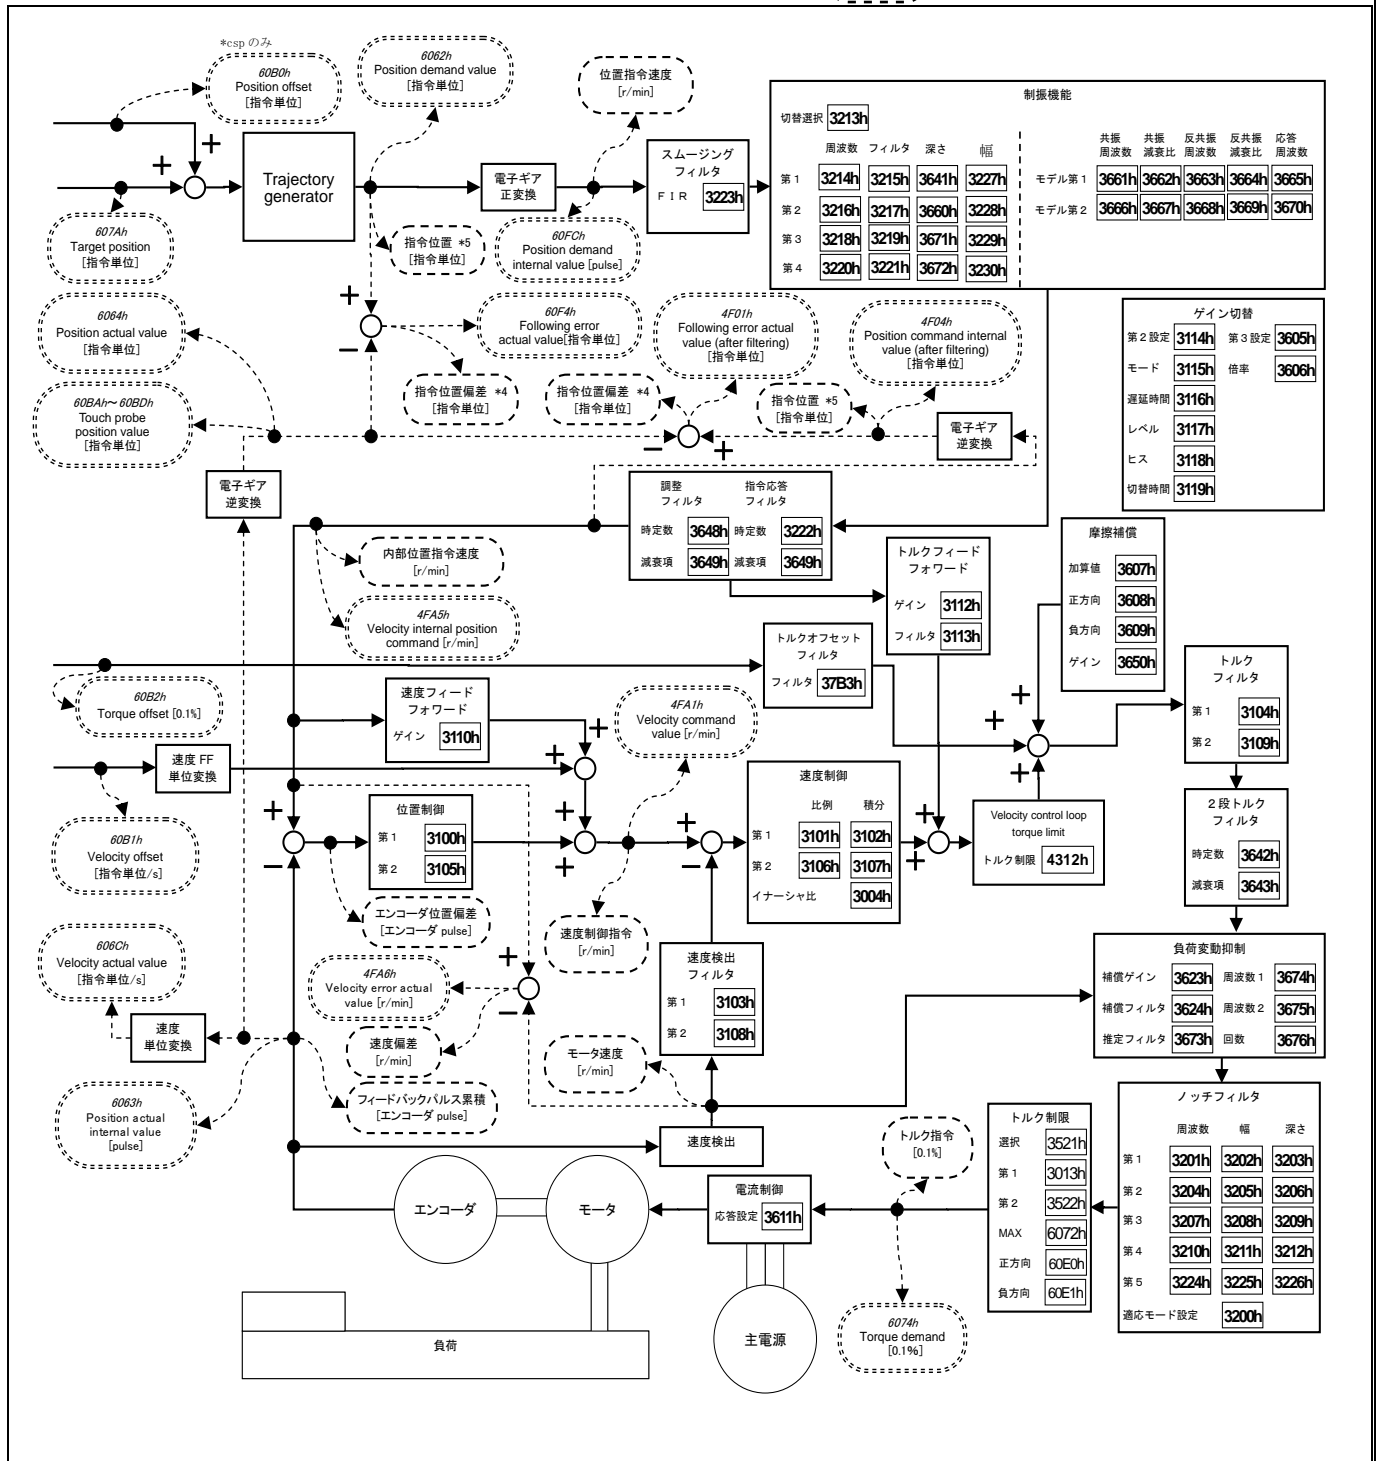 *csp のみ
60B0h
Position offset
[指令単位]
6062h
Position demand value
[指令単位]
位置指令速度
[r/min]
+
+
607Ah
Target position
[指令単位]
Trajectory
generator
電子ギア
正変換
指令位置 *5
[指令単位]
60FCh
Position demand
internal value [pulse]
スムージング
フィルタ
ＦＩＲ 3223h
制振機能
切替選択 3213h
周波数 フィルタ 深さ 幅
第１ 3214h 3215h 3641h 3227h
第２ 3216h 3217h 3660h 3228h
第３ 3218h 3219h 3671h 3229h
第４ 3220h 3221h 3672h 3230h
共振 共振 反共振 反共振 応答
周波数 減衰比 周波数 減衰比 周波数
モデル第１ 3661h 3662h 3663h 3664h 3665h
モデル第２ 3666h 3667h 3668h 3669h 3670h
6064h
Position actual value
[指令単位]
+
−
60F4h
Following error
actual value[指令単位]
4F01h
Following error actual
value (after filtering)
[指令単位]
4F04h
Position command internal
value (after filtering)
[指令単位]
ゲイン切替
第２設定 3114h 第３設定 3605h
モード 3115h 倍率 3606h
遅延時間 3116h
レベル 3117h
ヒス 3118h
切替時間 3119h
60BAh～60BDh
Touch probe
position value
[指令単位]
指令位置偏差 *4
[指令単位]
指令位置偏差 *4
[指令単位]
指令位置 *5
[指令単位]
−
+
電子ギア
逆変換
電子ギア
逆変換
調整 指令応答
フィルタ フィルタ
時定数 3648h 時定数 3222h
減衰項 3649h 減衰項 3649h
内部位置指令速度
[r/min]
4FA5h
Velocity internal position
command [r/min]
トルクフィード
フォワード
ゲイン 3112h
フィルタ 3113h
摩擦補償
加算値 3607h
正方向 3608h
負方向 3609h
ゲイン 3650h
トルクオフセット
フィルタ
フィルタ 37B3h
60B2h
Torque offset [0.1%]
速度フィード
フォワード
ゲイン 3110h
4FA1h
Velocity command
value [r/min]
+
+
+
トルク
フィルタ
第１ 3104h
第２ 3109h
速度 FF
単位変換
+
+
60B1h
Velocity offset
[指令単位/s]
+
−
位置制御
第１ 3100h
第２ 3105h
+
+
+
−
速度制御
比例 積分
第１ 3101h 3102h
第２ 3106h 3107h
イナーシャ比 3004h
+
+
Velocity control loop
torque limit
トルク制限 4312h
２段トルク
フィルタ
時定数 3642h
減衰項 3643h
エンコーダ位置偏差
[エンコーダ pulse]
速度制御指令
[r/min]
606Ch
Velocity actual value
[指令単位/s]
速度
単位変換
4FA6h
Velocity error actual
value [r/min]
+
−
速度検出
フィルタ
第１ 3103h
第２ 3108h
負荷変動抑制
補償ゲイン 3623h 周波数１ 3674h
補償フィルタ 3624h 周波数２ 3675h
推定フィルタ 3673h 回数 3676h
速度偏差
[r/min]
モータ速度
[r/min]
フィードバックパルス累積
[エンコーダ pulse]
6063h
Position actual
internal value
[pulse]
速度検出
トルク指令
[0.1%]
トルク制限
選択 3521h
第１ 3013h
第２ 3522h
MAX 6072h
正方向 60E0h
負方向 60E1h
ノッチフィルタ
周波数 幅 深さ
第１ 3201h 3202h 3203h
第２ 3204h 3205h 3206h
第３ 3207h 3208h 3209h
第４ 3210h 3211h 3212h
第５ 3224h 3225h 3226h
適応モード設定 3200h
エンコーダ
モータ
電流制御
応答設定 3611h
6074h
Torque demand
[0.1%]
主電源
負荷